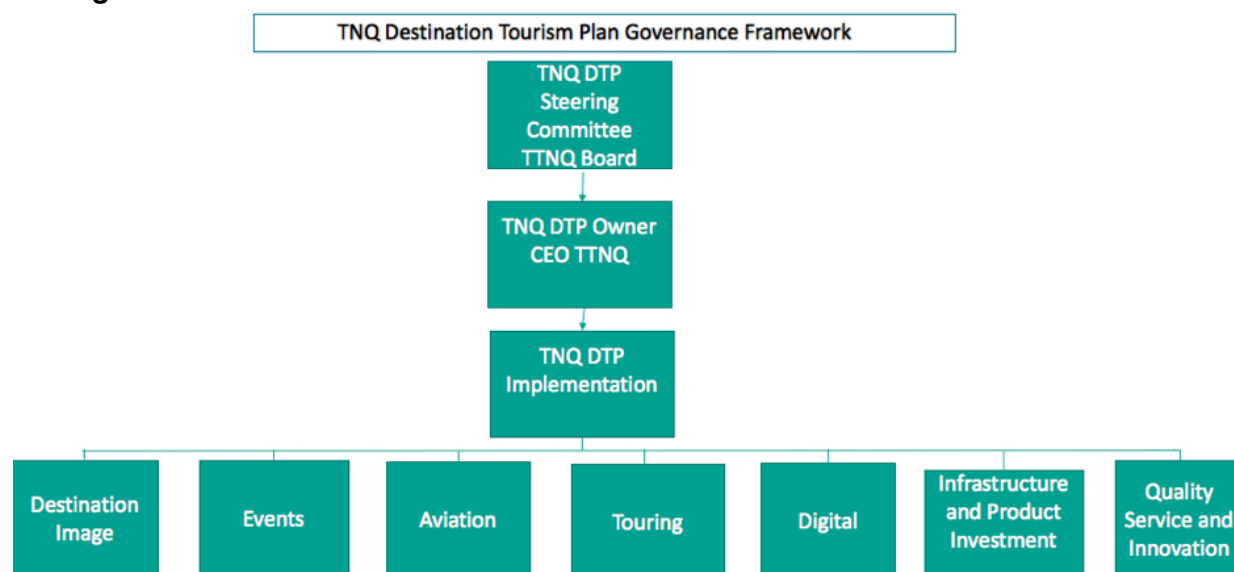 TNQ Destination Tourism Plan Governance Framework
TNQ DTP
Steering
Committee
TTNQ Board
TNQ DTP Owner
CEO TTNQ
TNQ DTP
Implementation
Destination
Image
Events
Aviation
Touring
Digital
Infrastructure
and Product
Investment
Quality
Service and
Innovation